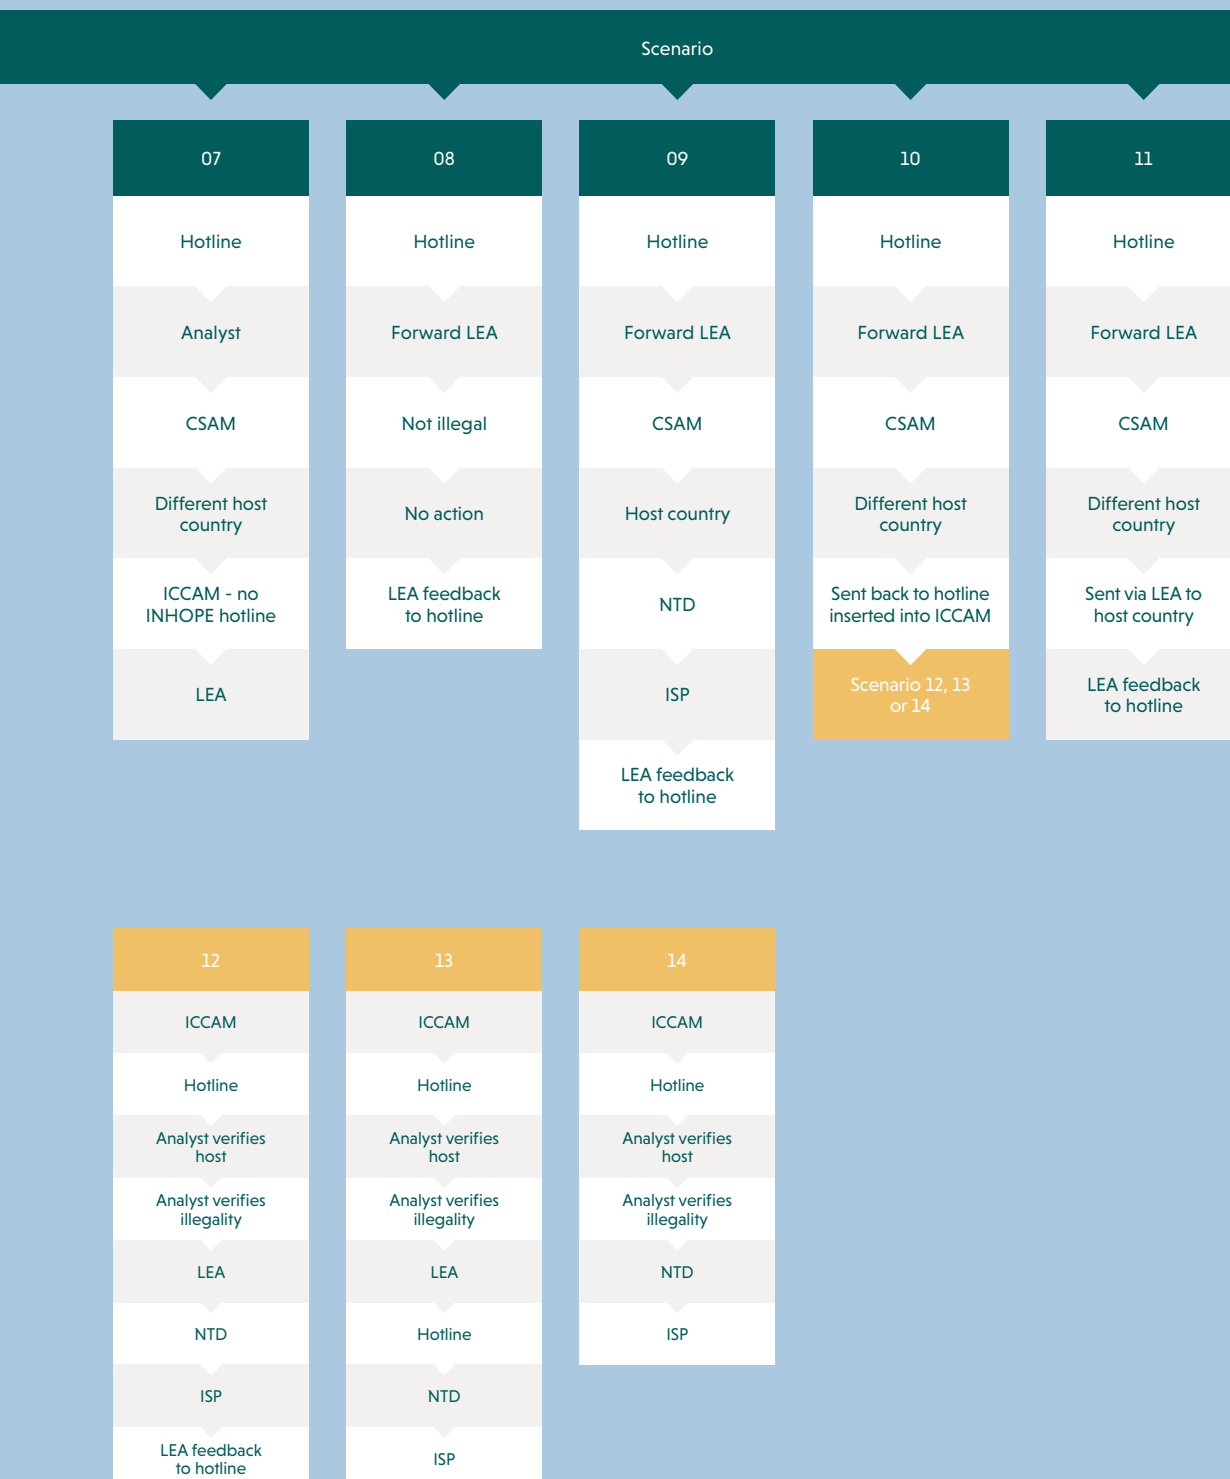 Scenario
07
Hotline
Analyst
CSAM
Different host
country
ICCAM - no
INHOPE hotline
LEA
08
Hotline
Forward LEA
Not illegal
No action
LEA feedback
to hotline
09
Hotline
Forward LEA
CSAM
Host country
NTD
ISP
LEA feedback
to hotline
10
Hotline
Forward LEA
CSAM
Different host
country
Sent back to hotline
inserted into ICCAM
Scenario 12, 13
or 14
11
Hotline
Forward LEA
CSAM
Different host
country
Sent via LEA to
host country
LEA feedback
to hotline
12
ICCAM
Hotline
Analyst verifies
host
Analyst verifies
illegality
LEA
NTD
ISP
LEA feedback
to hotline
13
ICCAM
Hotline
Analyst verifies
host
Analyst verifies
illegality
LEA
Hotline
NTD
ISP
14
ICCAM
Hotline
Analyst verifies
host
Analyst verifies
illegality
NTD
ISP